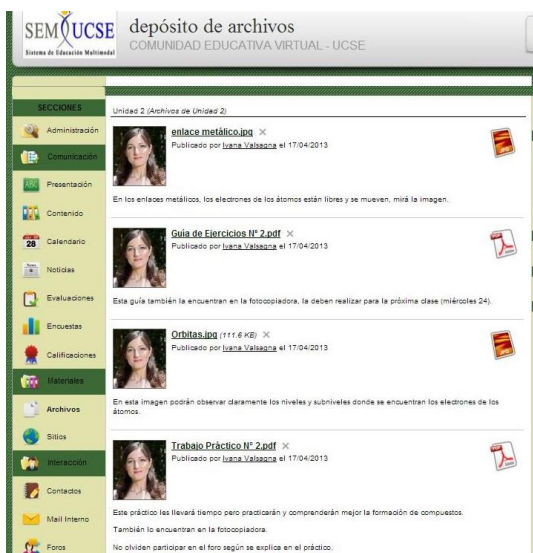 SEM UCSE
Sistema de Educación Multimodal
depósito de archivos
COMUNIDAD EDUCATIVA VIRTUAL - UCSE
SECCIONES
Administración
Comunicación
Presentación
Contenido
Calendario
28
Noticias
Evaluaciones
Encuestas
Calificaciones
Materiales
Archivos
Sitios
Interacción
Contactos
Mail Interno
Foros
Unidad 2 (Archivos de Unidad 2)
enlace metálico.jpg
Publicado por Ivana Valsagna el 17/04/2013
En los enlaces metálicos, los electrones de los átomos están libres y se mueven, mirá la imagen.
Guia de Ejercicios Nº 2.pdf
Publicado por Ivana Valsagna el 17/04/2013
Esta guía también la encuentran en la fotocopiadora, la deben realizar para la próxima clase (miércoles 24).
Orbitas.jpg (111.6 KB)
Publicado por Ivana Valsagna el 17/04/2013
En esta imagen podrán observar claramente los niveles y subniveles donde se encuentran los electrones de los
átomos.
Trabajo Práctico Nº 2.pdf
Publicado por Ivana Valsagna el 17/04/2013
Este práctico les llevará tiempo pero practicarán y comprenderán mejor la formación de compuestos.
También lo encuentran en la fotocopiadora.
No olviden participar en el foro según se explica en el práctico.